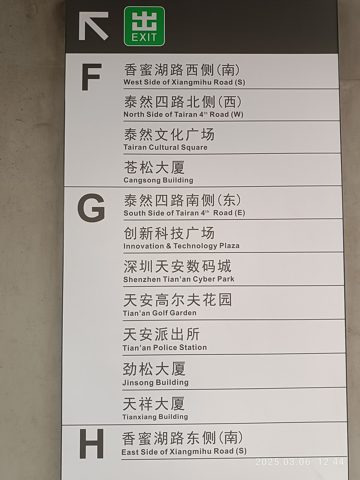 出
EXIT
F
香蜜湖路西侧(南)
West Side of Xiangmihu Road (S)
泰然四路北侧(西)
North Side of Tairan 4th Road (W)
泰然文化广场
Tairan Cultural Square
苍松大厦
Cangsong Building
G
泰然四路南侧(东)
South Side of Tairan 4th Road (E)
创新科技广场
Innovation & Technology Plaza
深圳天安数码城
Shenzhen Tian'an Cyber Park
天安高尔夫花园
Tian'an Golf Garden
天安派出所
Tian'an Police Station
劲松大厦
Jinsong Building
天祥大厦
Tianxiang Building
H
香蜜湖路东侧(南)
East Side of Xiangmihu Road (S)
2025.03.06 12:44